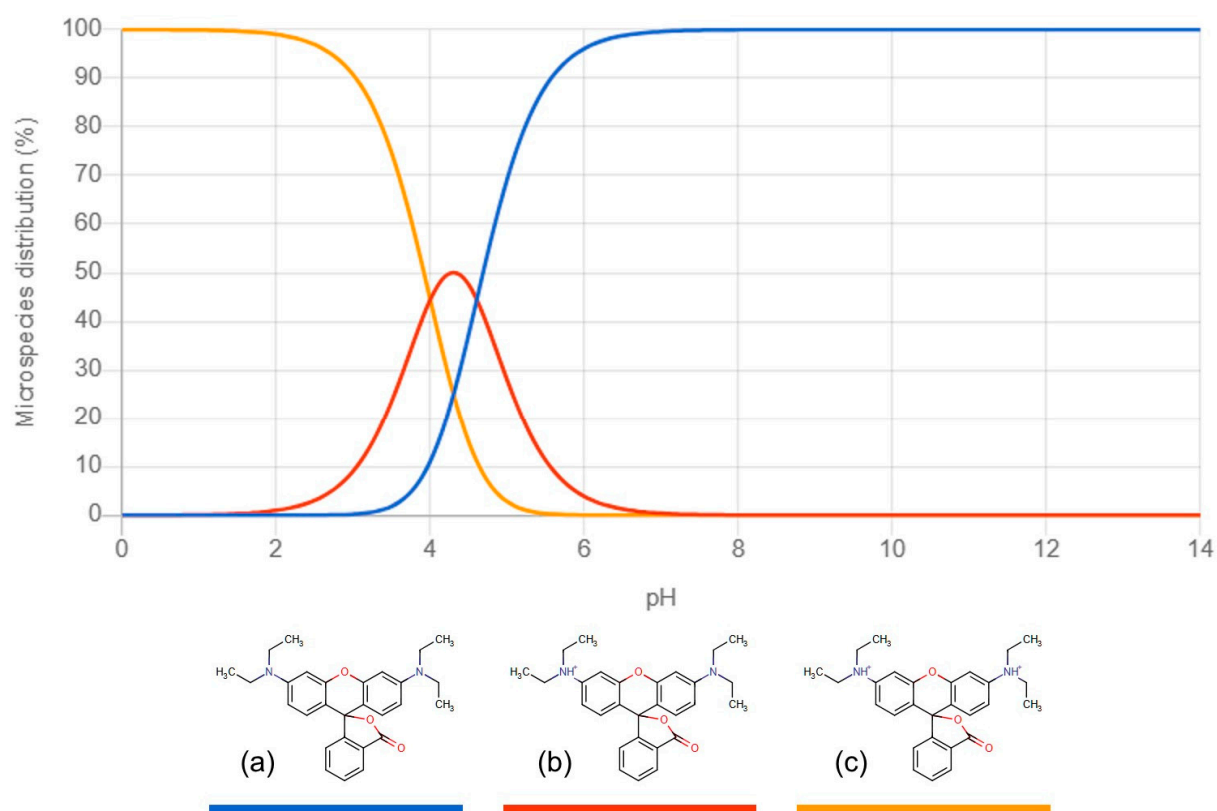 Microspecies distribution (%)
100
90
80
70
60
50
40
30
20
10
0
0 2 4 6 8 10 12 14
pH
CH₃ CH₃ CH₃ CH₃ CH₃ CH₃
H₃C N N H₃C NH⁺ N H₃C NH⁺ NH⁺
O CH₃ O CH₃ O CH₃
O O O
(a) O (b) O (c) O